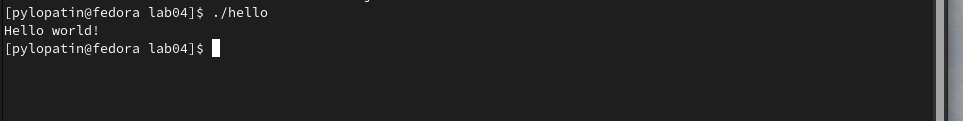 [pylopatin@fedora lab04]$ ./hello
Hello world!
[pylopatin@fedora lab04]$